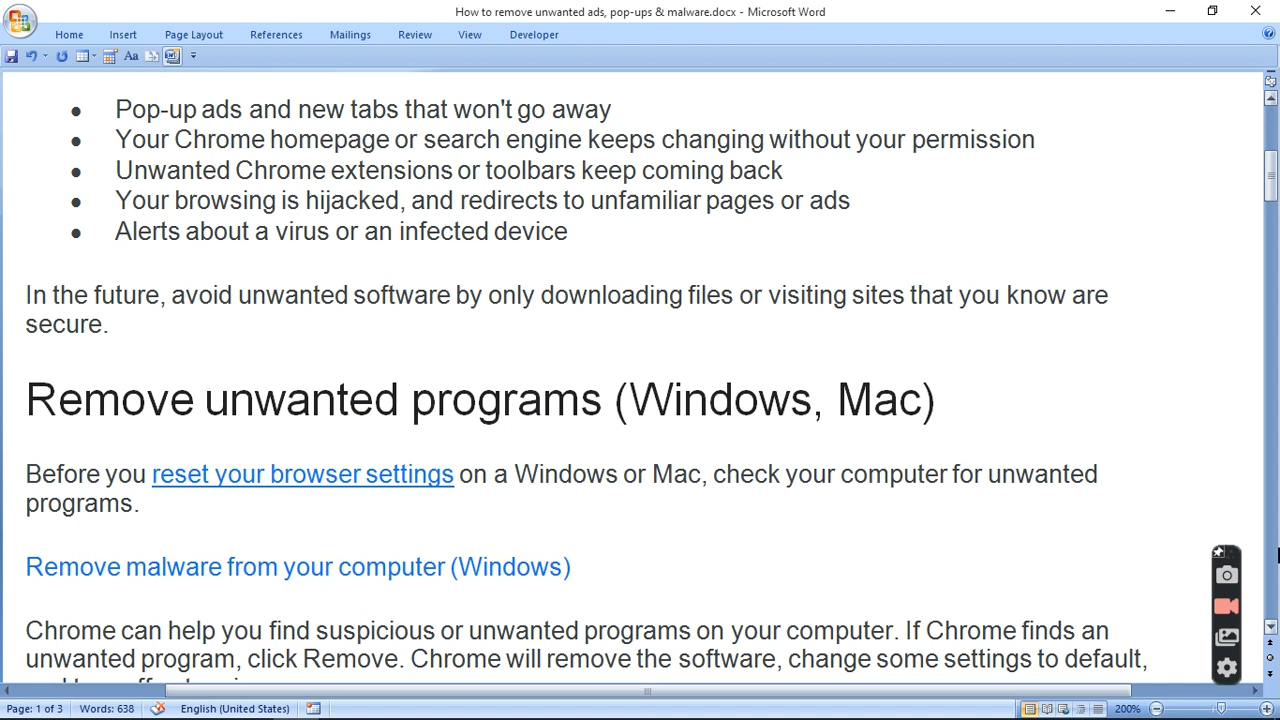 How to remove unwanted ads, pop-ups & malware.docx - Microsoft Word
Home Insert Page Layout References Mailings Review View Developer
Aa
• Pop-up ads and new tabs that won't go away
• Your Chrome homepage or search engine keeps changing without your permission
• Unwanted Chrome extensions or toolbars keep coming back
• Your browsing is hijacked, and redirects to unfamiliar pages or ads
• Alerts about a virus or an infected device
In the future, avoid unwanted software by only downloading files or visiting sites that you know are
secure.
Remove unwanted programs (Windows, Mac)
Before you reset your browser settings on a Windows or Mac, check your computer for unwanted
programs.
Remove malware from your computer (Windows)
Chrome can help you find suspicious or unwanted programs on your computer. If Chrome finds an
unwanted program, click Remove. Chrome will remove the software, change some settings to default,
Page: 1 of 3 Words: 638 English (United States) 200%